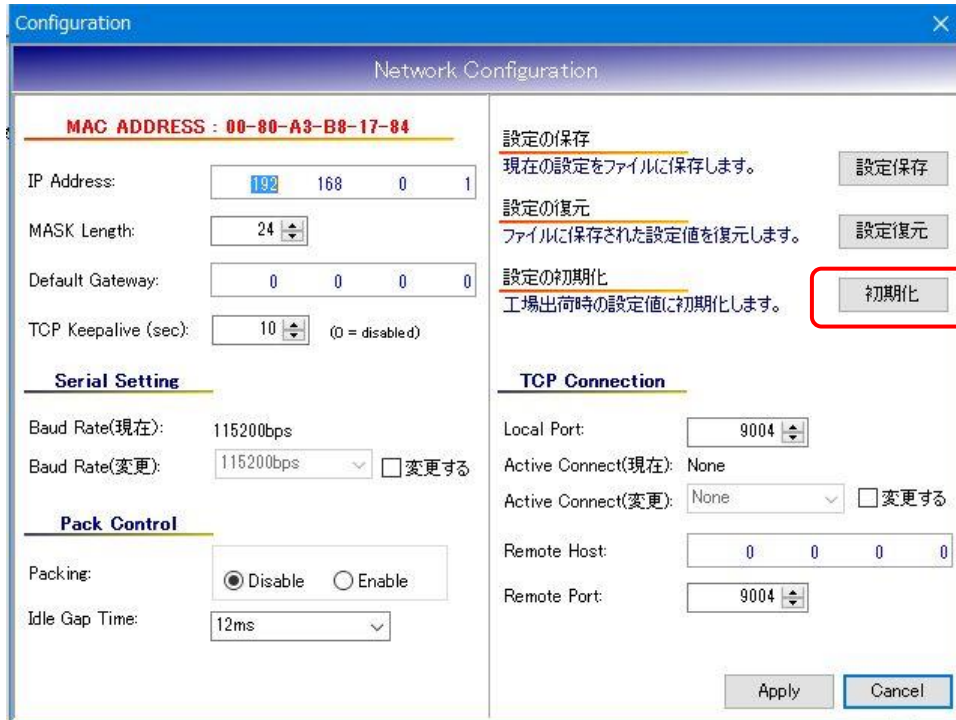 Configuration
Network Configuration
MAC ADDRESS : 00-80-A3-B8-17-84
IP Address: 192 168 0 1
MASK Length: 24
Default Gateway: 0 0 0 0
TCP Keepalive (sec): 10 (0 = disabled)
Serial Setting
Baud Rate(現在): 115200bps
Baud Rate(変更): 115200bps 変更する
Pack Control
Packing: Disable Enable
Idle Gap Time: 12ms
設定の保存
現在の設定をファイルに保存します。 設定保存
設定の復元
ファイルに保存された設定値を復元します。 設定復元
設定の初期化
工場出荷時の設定値に初期化します。 初期化
TCP Connection
Local Port: 9004
Active Connect(現在): None
Active Connect(変更): None 変更する
Remote Host: 0 0 0 0
Remote Port: 9004
Apply Cancel